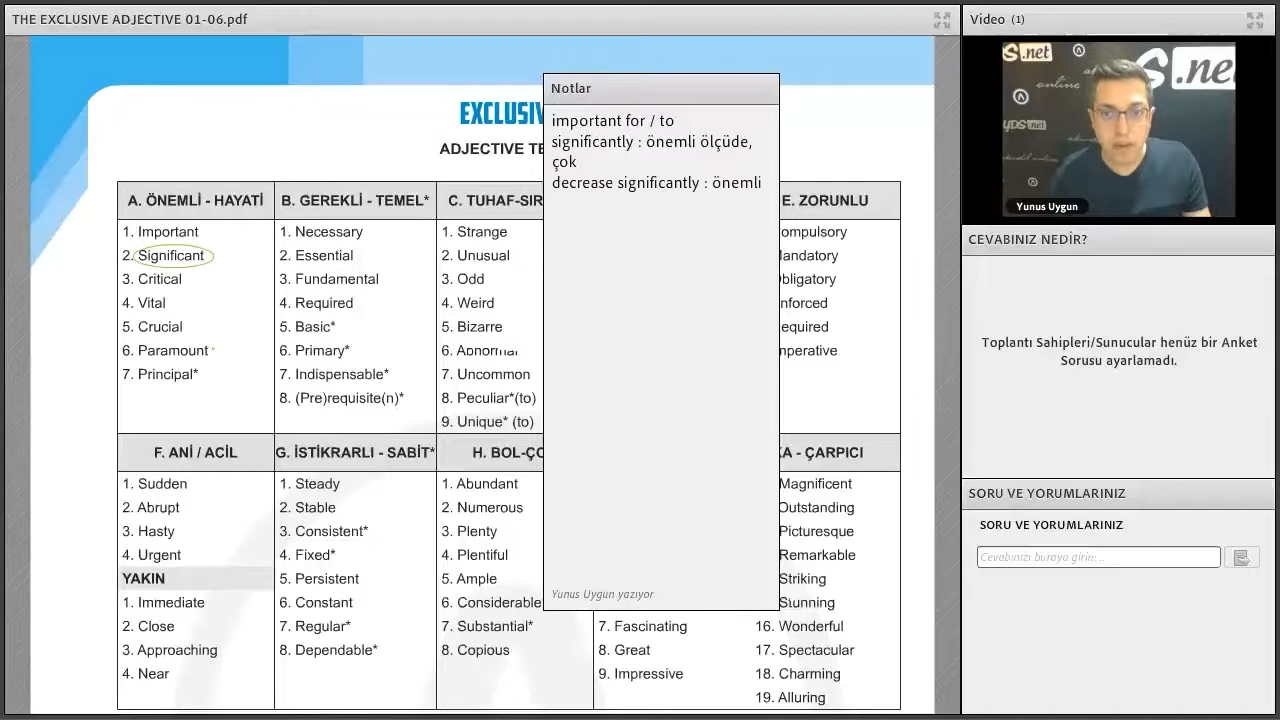 THE EXCLUSIVE ADJECTIVE 01-06.pdf
EXCLUSIV
ADJECTIVE TE
A. ÖNEMLİ - HAYATİ
1. Important
2. Significant
3. Critical
4. Vital
5. Crucial
6. Paramount
7. Principal*
B. GEREKLİ - TEMEL*
1. Necessary
2. Essential
3. Fundamental
4. Required
5. Basic*
6. Primary*
7. Indispensable*
8. (Pre)requisite(n)*
C. TUHAF-SIR
1. Strange
2. Unusual
3. Odd
4. Weird
5. Bizarre
6. Abnormal
7. Uncommon
8. Peculiar*(to)
9. Unique* (to)
E. ZORUNLU
ompulsory
andatory
bligatory
nforced
equired
mperative
F. ANİ / ACİL
1. Sudden
2. Abrupt
3. Hasty
4. Urgent
YAKIN
1. Immediate
2. Close
3. Approaching
4. Near
G. İSTİKRARLI - SABİT*
1. Steady
2. Stable
3. Consistent*
4. Fixed*
5. Persistent
6. Constant
7. Regular*
8. Dependable*
H. BOL-ÇO
1. Abundant
2. Numerous
3. Plenty
4. Plentiful
5. Ample
6. Considerable
7. Substantial*
8. Copious
KA - ÇARPICI
7. Fascinating
8. Great
9. Impressive
Magnificent
Outstanding
Picturesque
Remarkable
Striking
Stunning
16. Wonderful
17. Spectacular
18. Charming
19. Alluring
Notlar
important for / to
significantly : önemli ölçüde,
çok
decrease significantly : önemli
Yunus Uygun yazıyor
Video (1)
S.net
online
S.ne
YDS.net
Yunus Uygun
CEVABINIZ NEDİR?
Toplantı Sahipleri/Sunucular henüz bir Anket
Sorusu ayarlamadı.
SORU VE YORUMLARINIZ
SORU VE YORUMLARINIZ
Cevabınızı buraya girin:...